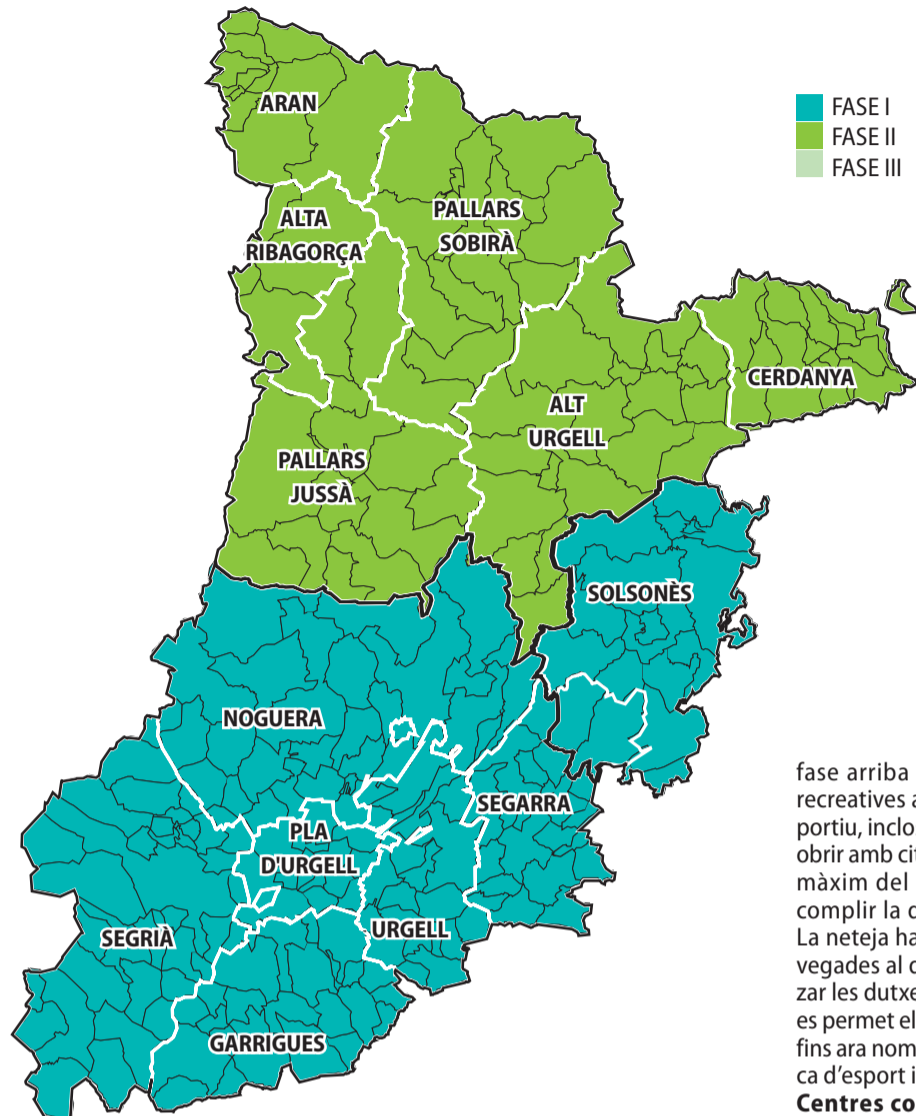 ARAN
FASE I
FASE II
FASE III
ALTA
RIBAGORÇA
PALLARS
SOBIRÀ
CERDANYA
ALT
URGELL
PALLARS
JUSSÀ
SOLSONÈS
NOGUERA
SEGARRA
PLA
D'URGELL
URGELL
SEGRIÀ
GARRIGUES
fase arriba
recreatives a
portiu, inclo
obrir amb ci
màxim del
complir la
La neteja ha
vegades al
zar les dutxe
es permet el
fins ara nom
ca d'esport i
Centres co